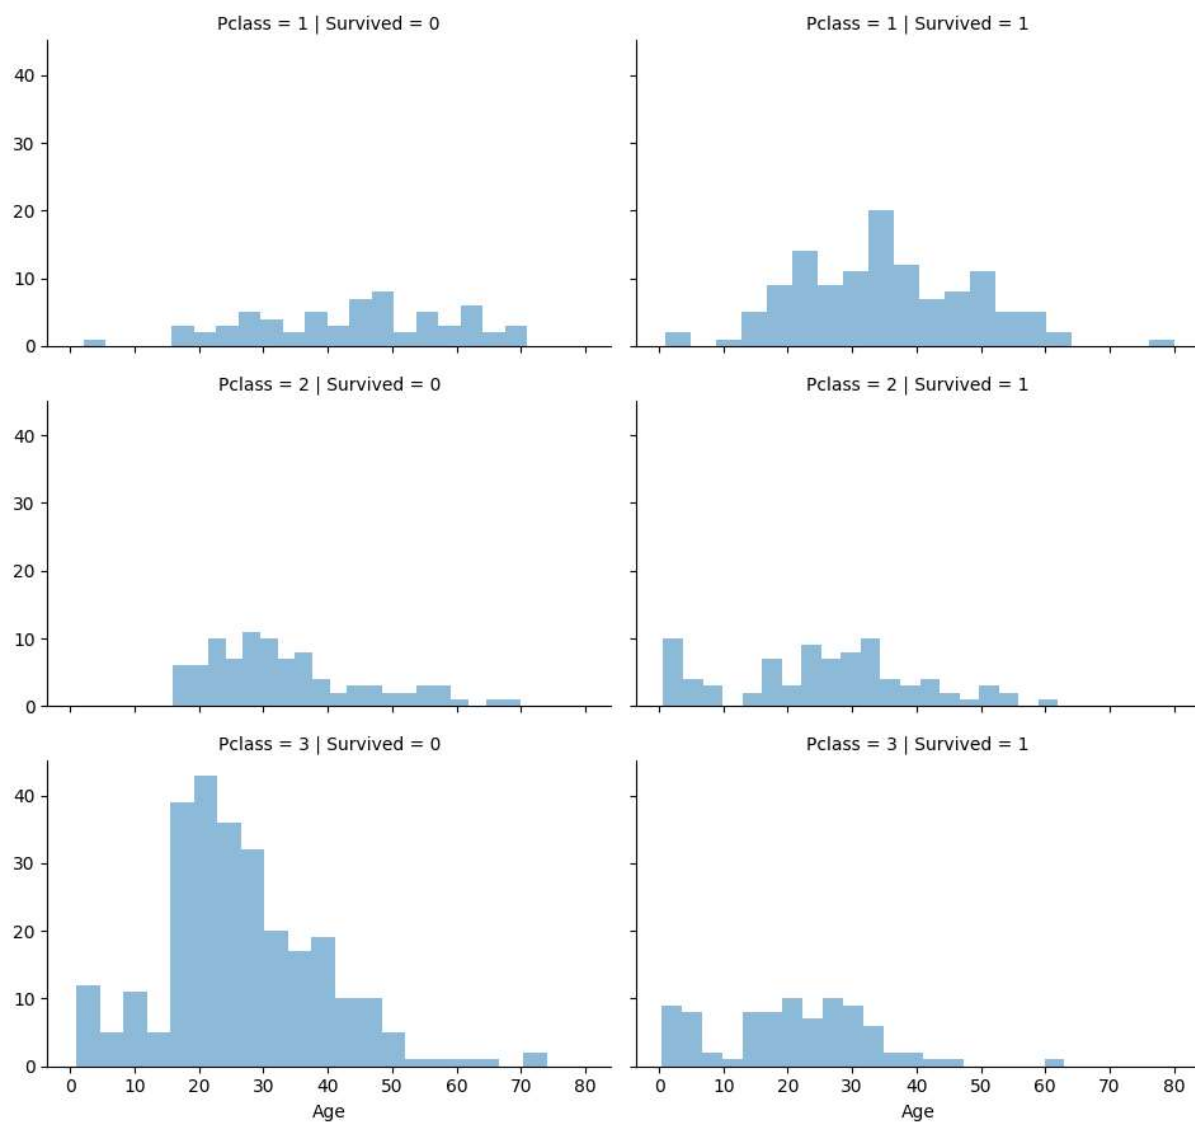 Pclass = 1 | Survived = 0
Pclass = 1 | Survived = 1
40
30
20
10
0
Pclass = 2 | Survived = 0
Pclass = 2 | Survived = 1
40
30
20
10
0
Pclass = 3 | Survived = 0
Pclass = 3 | Survived = 1
40
30
20
10
0
0 10 20 30 40 50 60 70 80
0 10 20 30 40 50 60 70 80
Age
Age